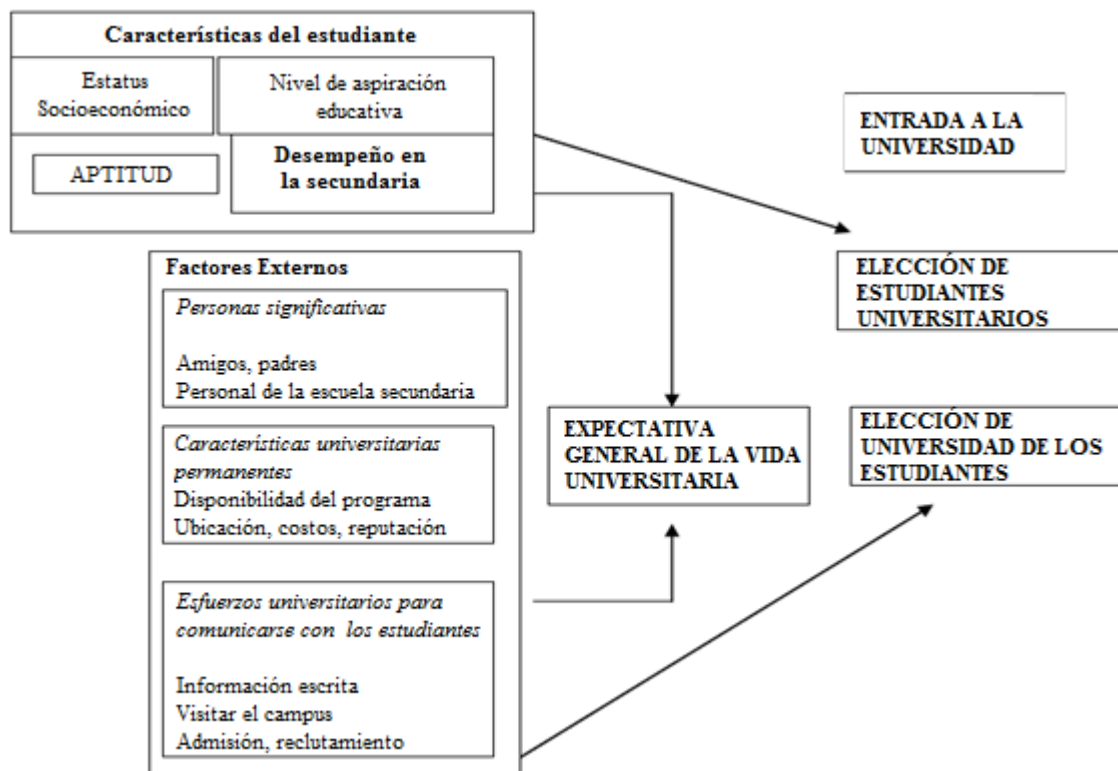 Características del estudiante
Estatus
Socioeconómico
Nivel de aspiración
educativa
APTITUD
Desempeño en
la secundaria
ENTRADA A LA
UNIVERSIDAD
Factores Externos
Personas significativas
Amigos, padres
Personal de la escuela secundaria
Características universitarias
permanentes
Disponibilidad del programa
Ubicación, costos, reputación
Esfuerzos universitarios para
comunicarse con los estudiantes
Información escrita
Visitar el campus
Admisión, reclutamiento
EXPECTATIVA
GENERAL DE LA VIDA
UNIVERSITARIA
ELECCIÓN DE
ESTUDIANTES
UNIVERSITARIOS
ELECCIÓN DE
UNIVERSIDAD DE LOS
ESTUDIANTES